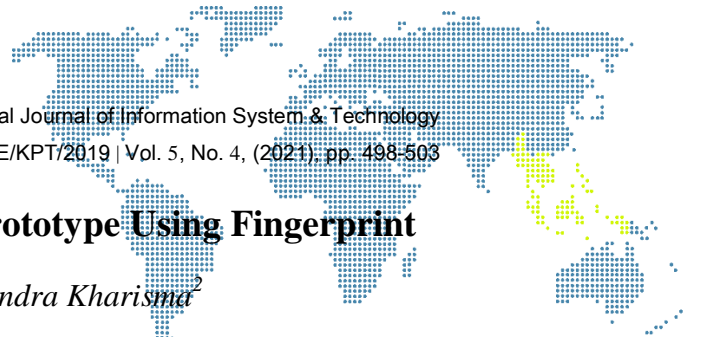 al Journal of Information System & Technology
E/KPT/2019 | Vol. 5, No. 4, (2021), pp. 498-503
rototype Using Fingerprint
ndra Kharisma2